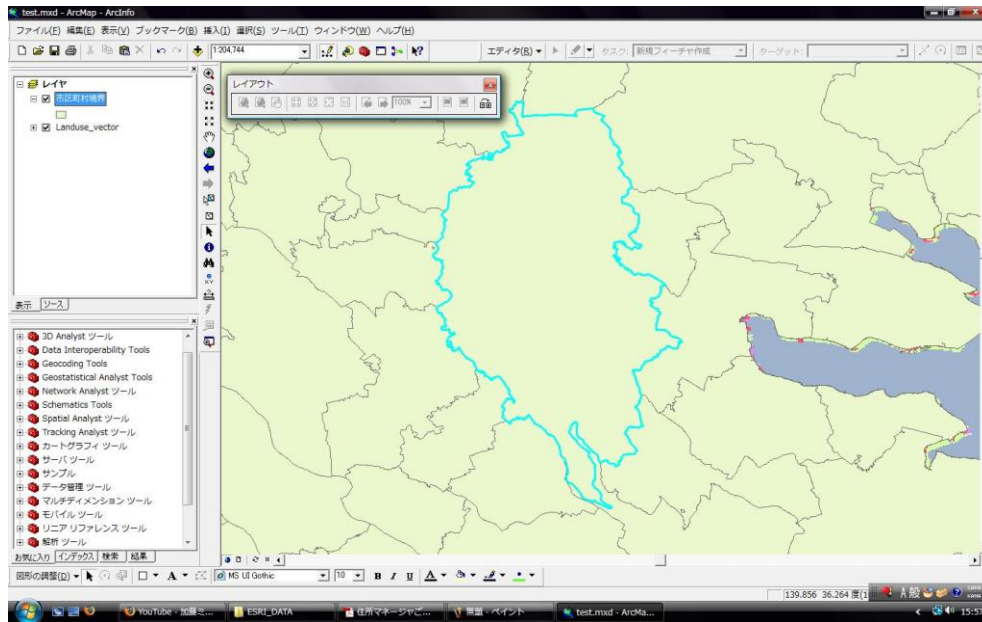 test.mxd - ArcMap - ArcInfo
ファイル(F) 編集(E) 表示(V) ブックマーク(B) 挿入(I) 選択(S) ツール(T) ウィンドウ(W) ヘルプ(H)
1:204,744
エディタ(R)
タスク: 新規フィーチャ作成
ターゲット:
レイアウト
100%
レイヤ
市区町村境界
Landuse_vector
表示 ソース
3D Analyst ツール
Data Interoperability Tools
Geocoding Tools
Geostatistical Analyst Tools
Network Analyst ツール
Schematics Tools
Spatial Analyst ツール
Tracking Analyst ツール
カートグラフィ ツール
サーバ ツール
サンプル
データ管理 ツール
マルチディメンション ツール
モバイル ツール
リニア リファレンス ツール
解析 ツール
お気に入り インデックス 検索 結果
図形の調整(D)
A
MS UI Gothic
10
B I U A
139.856 36.264 度(1
A 般
YouTube - 加藤ミ...
ESRI_DATA
住所マネージャご...
無題 - ペイント
test.mxd - ArcMa...
15:57